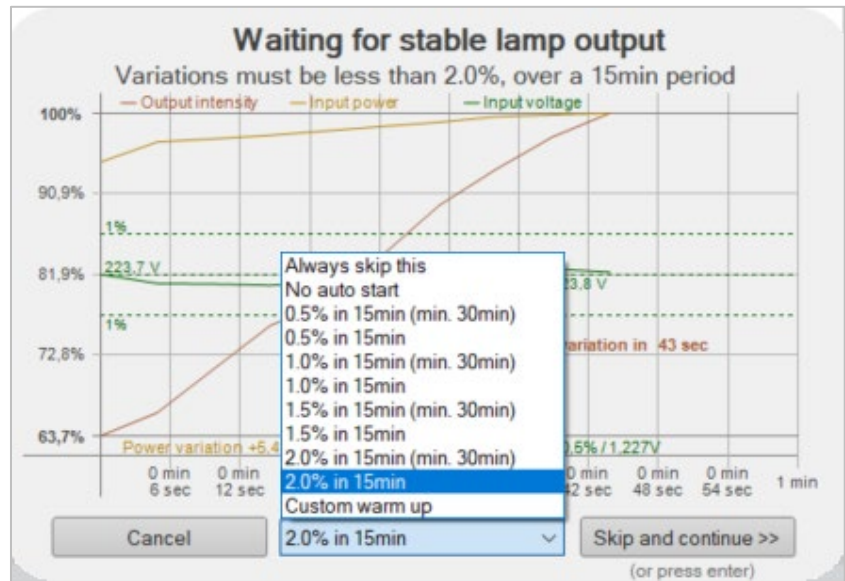 Waiting for stable lamp output
Variations must be less than 2.0%, over a 15min period
Output intensity Input power Input voltage
100%
90,9%
1%
81,9%
223,7 V
3,8 V
1%
72,8%
variation in 43 sec
63,7%
Power variation +5,4
0,5% / 1,227V
Always skip this
No auto start
0.5% in 15min (min. 30min)
0.5% in 15min
1.0% in 15min (min. 30min)
1.0% in 15min
1.5% in 15min (min. 30min)
1.5% in 15min
2.0% in 15min (min. 30min)
2.0% in 15min
Custom warm up
0 min 0 min 0 min 0 min 0 min 1 min
6 sec 12 sec 42 sec 48 sec 54 sec
Cancel
2.0% in 15min
Skip and continue >>
(or press enter)